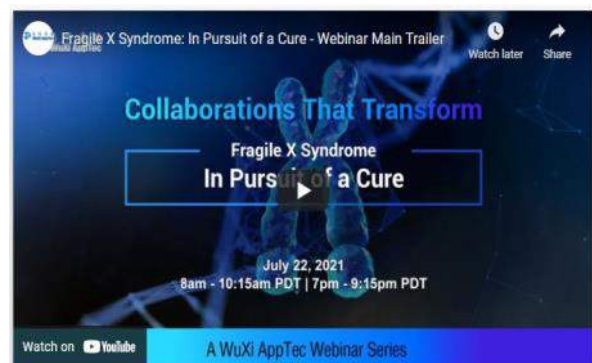 Fragile X Syndrome: In Pursuit of a Cure - Webinar Main Trailer
WuXi AppTec
Watch later
Share
Collaborations That Transform
Fragile X Syndrome
In Pursuit of a Cure
July 22, 2021
8am - 10:15am PDT | 7pm - 9:15pm PDT
Watch on YouTube
A WuXi AppTec Webinar Series